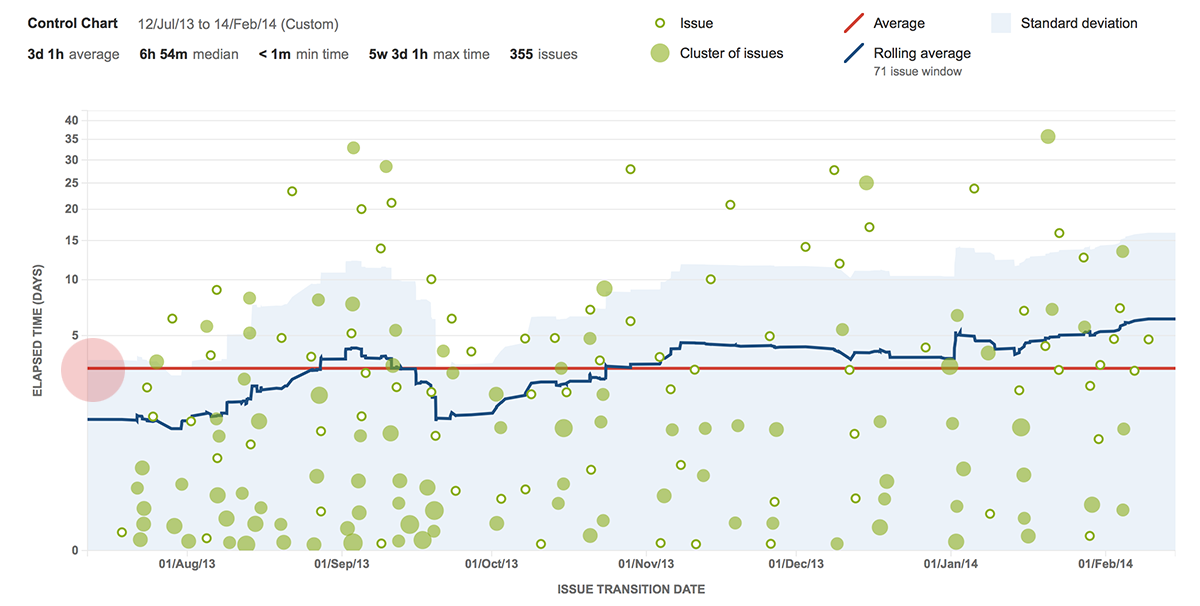 Control Chart 12/Jul/13 to 14/Feb/14 (Custom)
3d 1h average 6h 54m median < 1m min time 5w 3d 1h max time 355 issues
Issue
Cluster of issues
Average
Rolling average
71 issue window
Standard deviation
ELAPSED TIME (DAYS)
40
35
30
25
20
15
10
5
0
01/Aug/13 01/Sep/13 01/Oct/13 01/Nov/13 01/Dec/13 01/Jan/14 01/Feb/14
ISSUE TRANSITION DATE